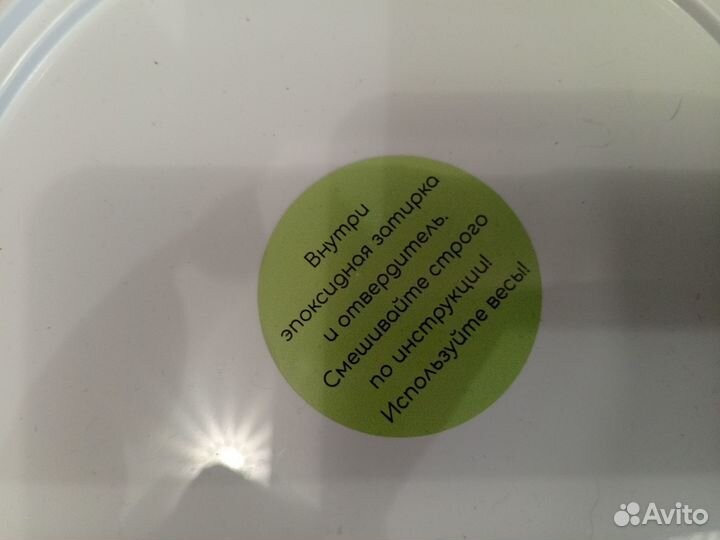 Внутри
эпоксидная затирка
и отвердитель.
Смешивайте строго
по инструкции!
Используйте весы!
Avito